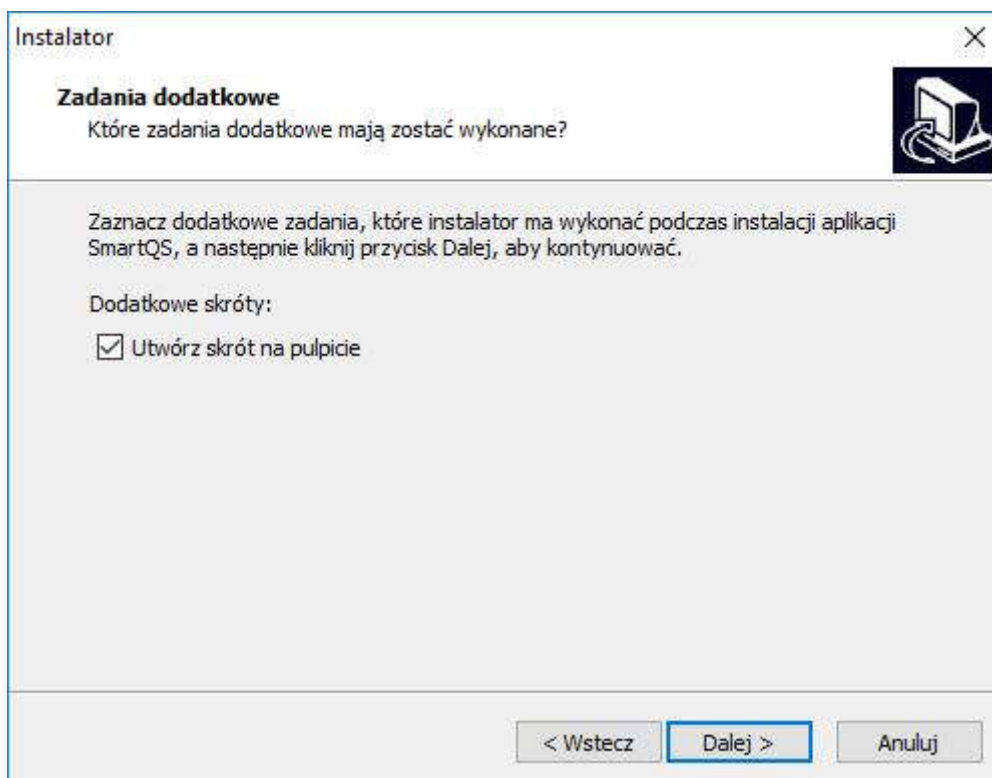 Instalator
Zadania dodatkowe
Które zadania dodatkowe mają zostać wykonane?
Zaznacz dodatkowe zadania, które instalator ma wykonać podczas instalacji aplikacji
SmartQS, a następnie kliknij przycisk Dalej, aby kontynuować.
Dodatkowe skróty:
Utwórz skrót na pulpicie
< Wstecz
Dalej >
Anuluj